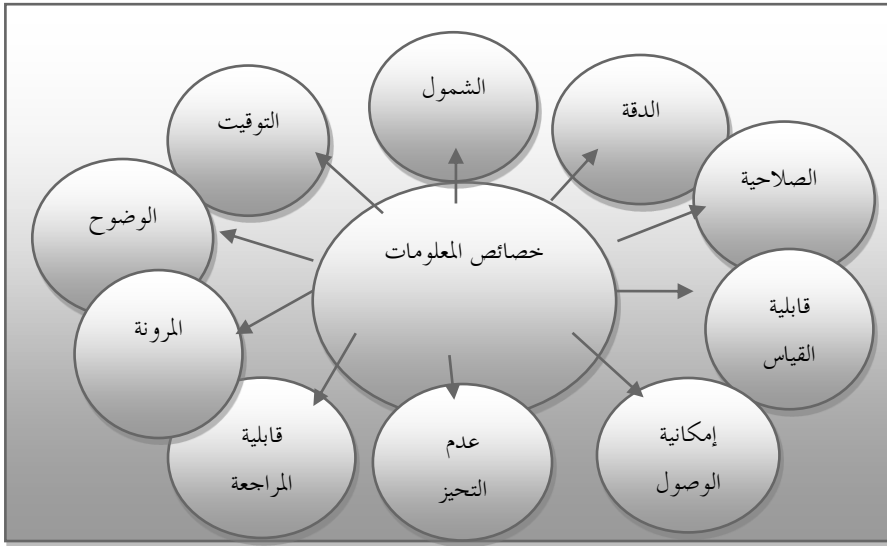 الشمول
الدقة
التوقيت
الصلاحية
الوضوح
خصائص المعلومات
قابلية
القياس
المرونة
إمكانية
الوصول
عدم
التحيز
قابلية
المراجعة